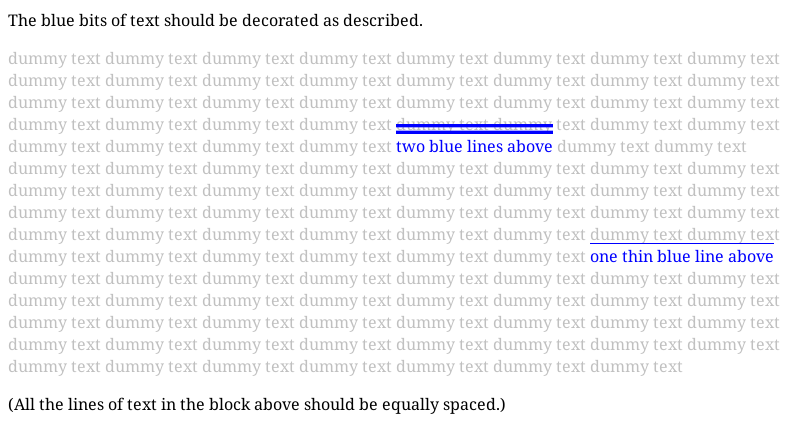 The blue bits of text should be decorated as described.
dummy text dummy text dummy text dummy text dummy text dummy text dummy text dummy text
dummy text dummy text dummy text dummy text dummy text dummy text dummy text dummy text
dummy text dummy text dummy text dummy text dummy text dummy text dummy text dummy text
dummy text dummy text dummy text dummy text dummy text dummy text dummy text dummy text
dummy text dummy text dummy text dummy text two blue lines above dummy text dummy text
dummy text dummy text dummy text dummy text dummy text dummy text dummy text dummy text
dummy text dummy text dummy text dummy text dummy text dummy text dummy text dummy text
dummy text dummy text dummy text dummy text dummy text dummy text dummy text dummy text
dummy text dummy text dummy text dummy text dummy text dummy text dummy text dummy text
dummy text dummy text dummy text dummy text dummy text dummy text one thin blue line above
dummy text dummy text dummy text dummy text dummy text dummy text dummy text dummy text
dummy text dummy text dummy text dummy text dummy text dummy text dummy text dummy text
dummy text dummy text dummy text dummy text dummy text dummy text dummy text dummy text
dummy text dummy text dummy text dummy text dummy text dummy text dummy text dummy text
dummy text dummy text dummy text dummy text dummy text dummy text dummy text
(All the lines of text in the block above should be equally spaced.)